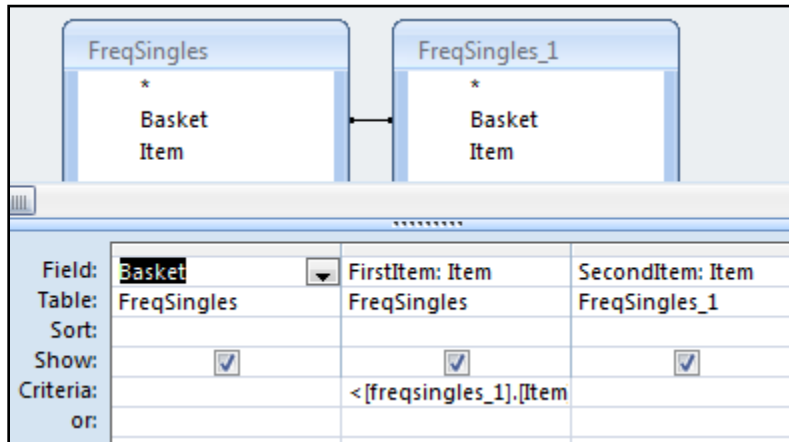 FreqSingles FreqSingles_1
* *
Basket Basket
Item Item
Field: Basket FirstItem: Item SecondItem: Item
Table: FreqSingles FreqSingles FreqSingles_1
Sort:
Show:
Criteria: <[freqsingles_1].[Item
or: